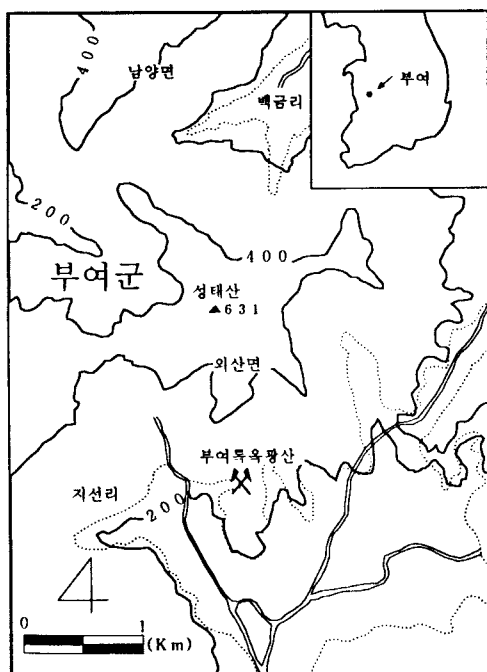 400
남양면
백금리
부여
200
400
부여군
성태산
▲631
외산면
부여특옥광산
지선리
200
0 1
(Km)